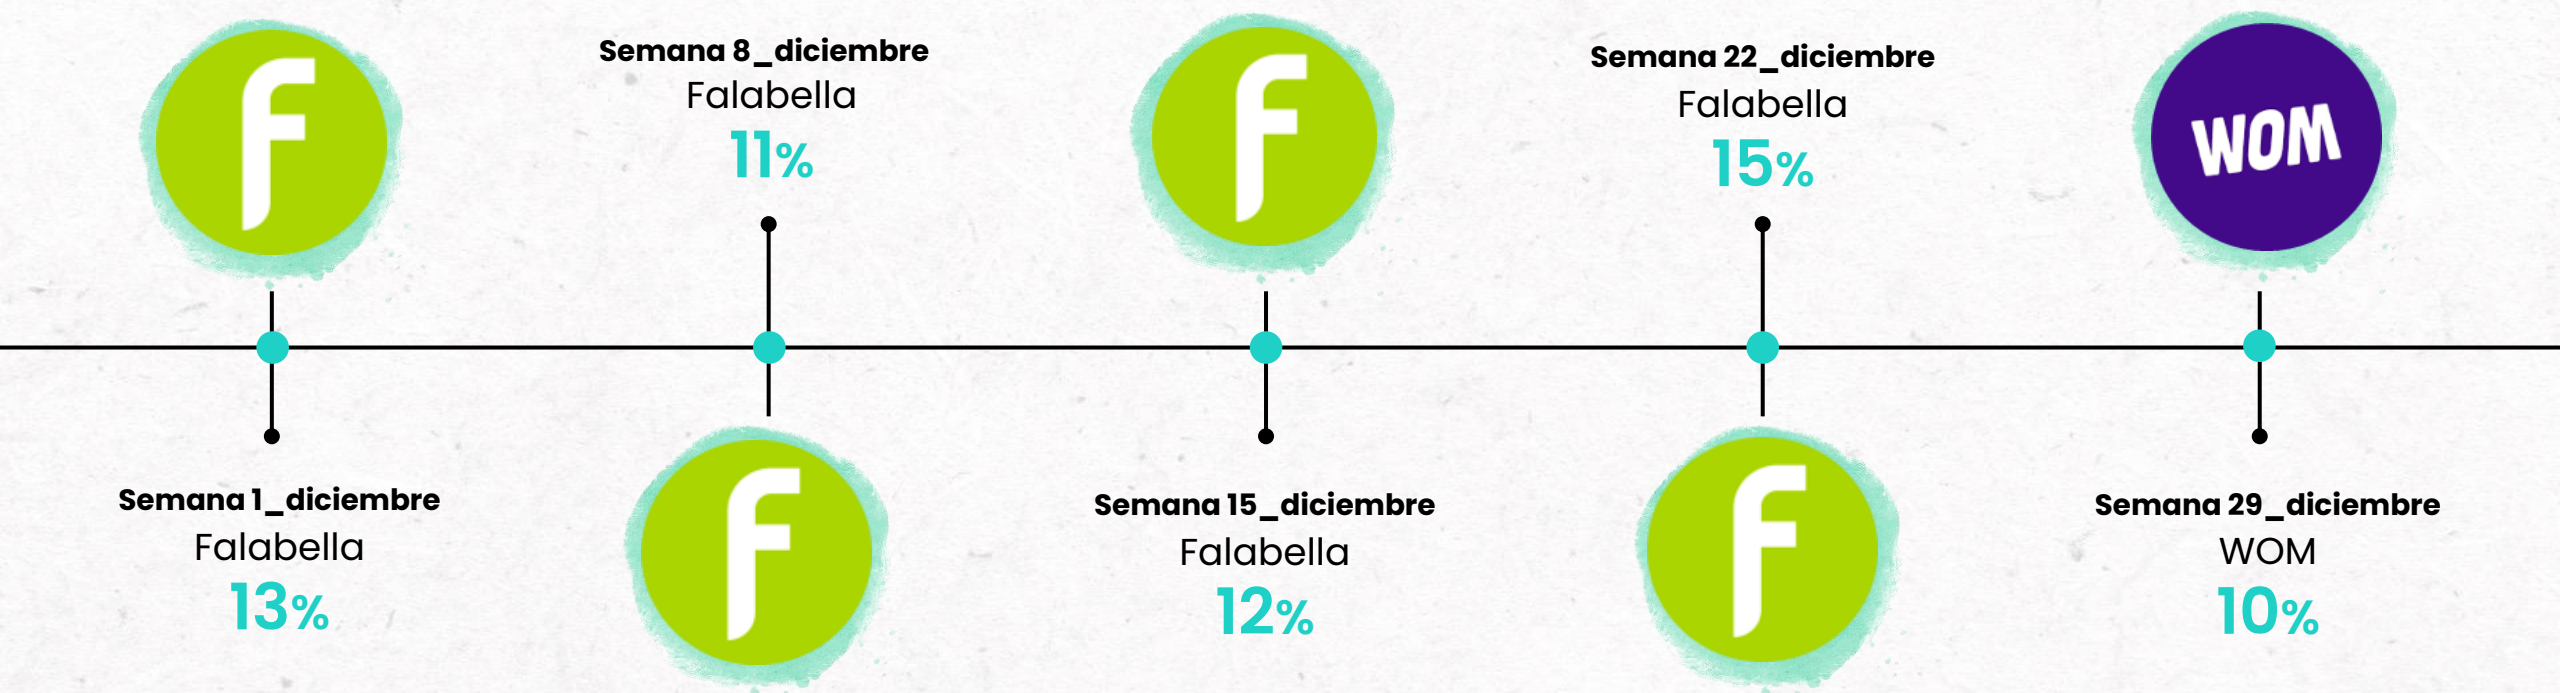 F
Semana 1_diciembre
Falabella
13%
Semana 8_diciembre
Falabella
11%
F
F
Semana 15_diciembre
Falabella
12%
Semana 22_diciembre
Falabella
15%
F
WOM
Semana 29_diciembre
WOM
10%